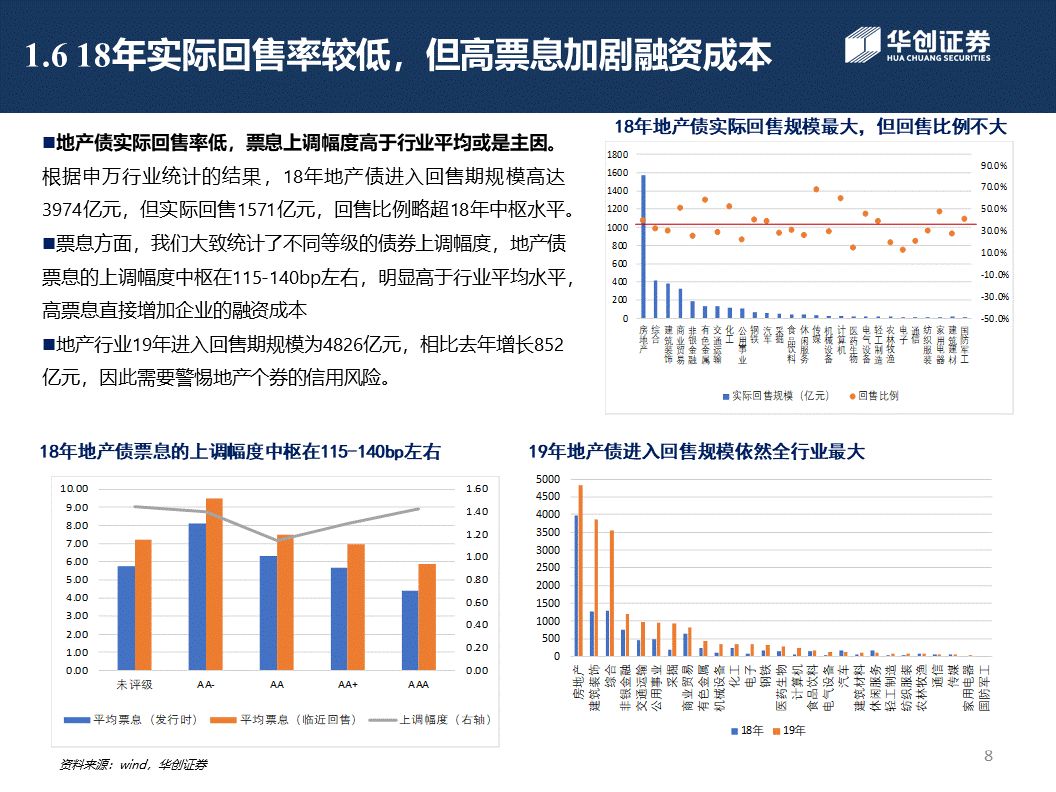 1.6 18年实际回售率较低，但高票息加剧融资成本
华创证券
HUA CHUANG SECURITIES
■地产债实际回售率低，票息上调幅度高于行业平均或是主因。
根据申万行业统计的结果，18年地产债进入回售期规模高达
3974亿元，但实际回售1571亿元，回售比例略超18年中枢水平。
■票息方面，我们大致统计了不同等级的债券上调幅度，地产债
票息的上调幅度中枢在115-140bp左右，明显高于行业平均水平，
高票息直接增加企业的融资成本
■地产行业19年进入回售期规模为4826亿元，相比去年增长852
亿元，因此需要警惕地产个券的信用风险。
18年地产债实际回售规模最大，但回售比例不大
1800
1600
1400
1200
1000
800
600
400
200
0
90.0%
70.0%
50.0%
30.0%
10.0%
-10.0%
-30.0%
-50.0%
房地产
综合
建筑装饰
商业贸易
非银金融
有色金属
交通运输
化工
公用事业
钢铁
汽车
采掘
食品饮料
休闲服务
传媒
机械设备
计算机
医药生物
电气设备
轻工制造
农林牧渔
电子
通信
纺织服装
家用电器
建筑材料
国防军工
实际回售规模（亿元）
回售比例
18年地产债票息的上调幅度中枢在115-140bp左右
10.00
9.00
8.00
7.00
6.00
5.00
4.00
3.00
2.00
1.00
0.00
1.60
1.40
1.20
1.00
0.80
0.60
0.40
0.20
0.00
未评级
AA-
AA
AA+
AAA
平均票息（发行时）
平均票息（临近回售）
上调幅度（右轴）
19年地产债进入回售规模依然全行业最大
5000
4500
4000
3500
3000
2500
2000
1500
1000
500
0
房地产
建筑装饰
综合
非银金融
交通运输
公用事业
采掘
商业贸易
有色金属
机械设备
化工
电子
钢铁
医药生物
计算机
食品饮料
电气设备
汽车
建筑材料
休闲服务
轻工制造
纺织服装
农林牧渔
通信
传媒
家用电器
国防军工
18年
19年
资料来源：wind，华创证券
8